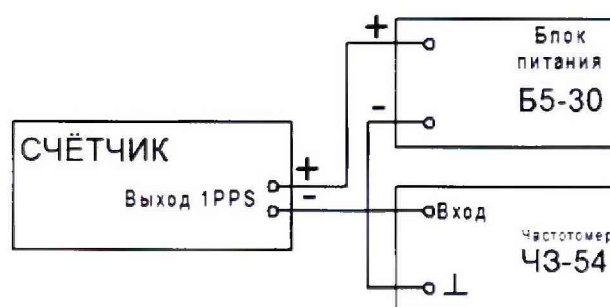 +
Блок
питания
Б5-30
-
СЧЁТЧИК
+
Выход 1PPS
-
Вход
Частотомер
Ч3-54
⊥